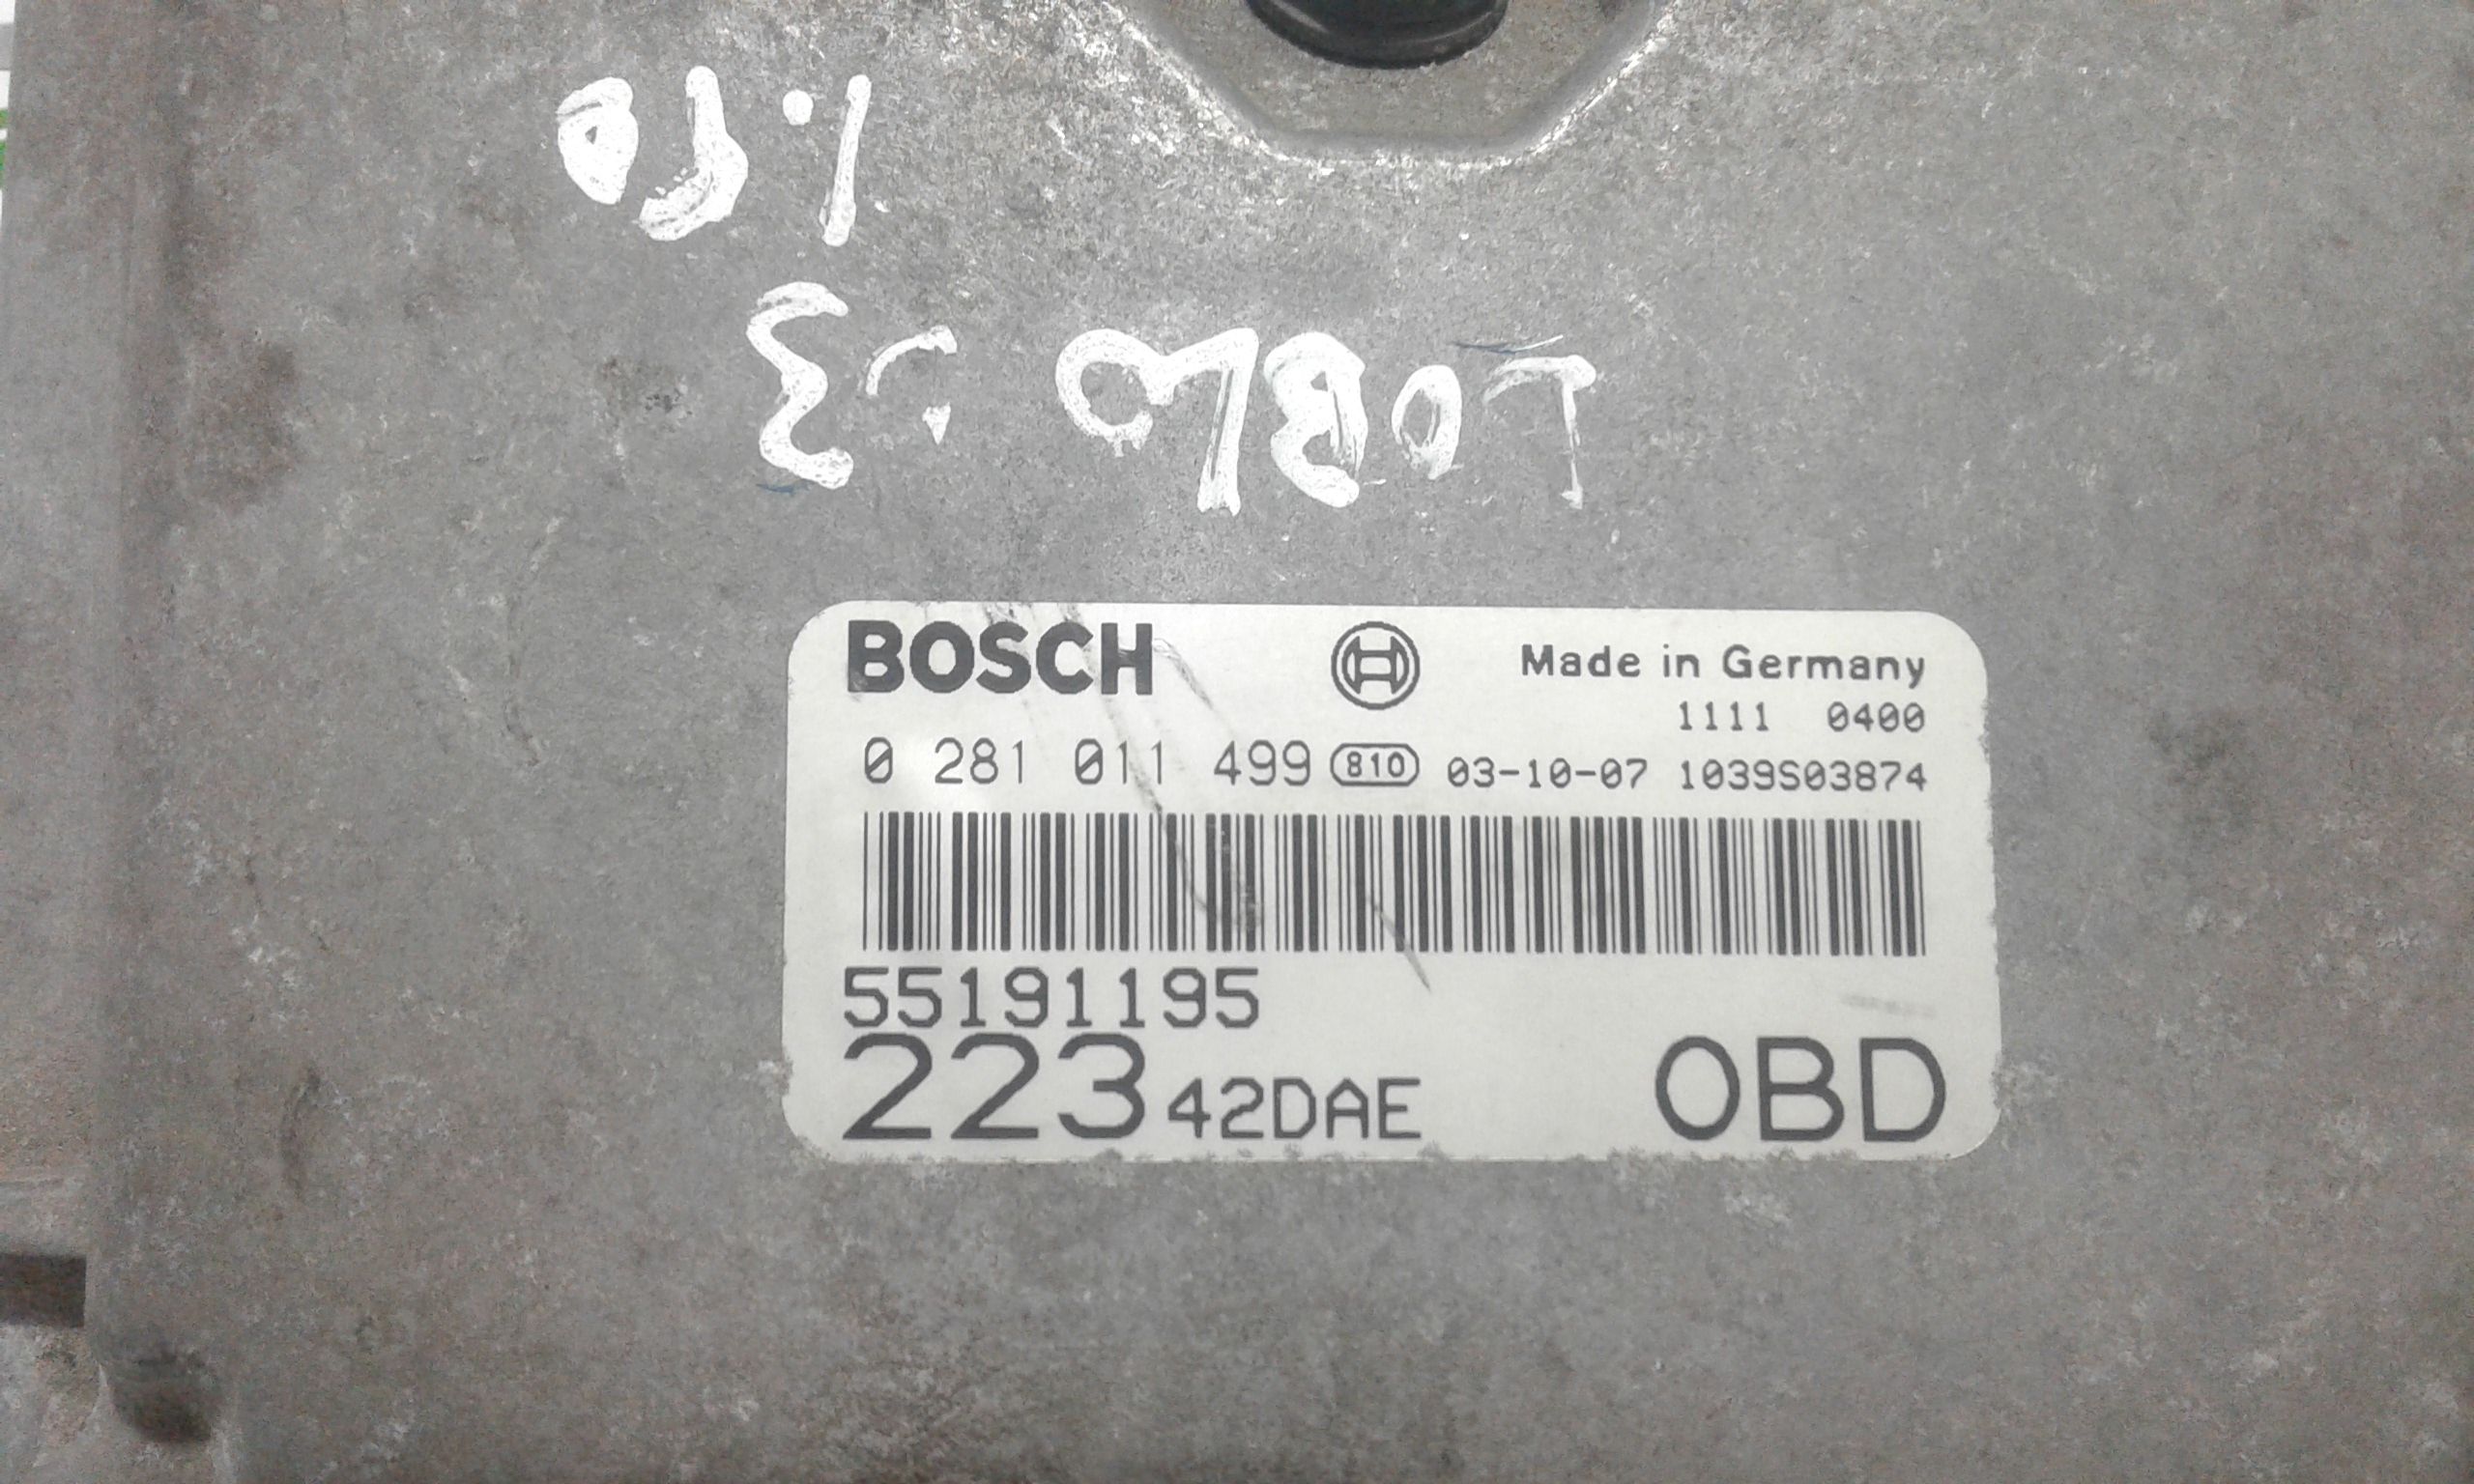 BOSCH
Made in Germany
1111 0400
0 281 011 499 810 03-10-07 1039S03874
55191195
223 42DAE OBD